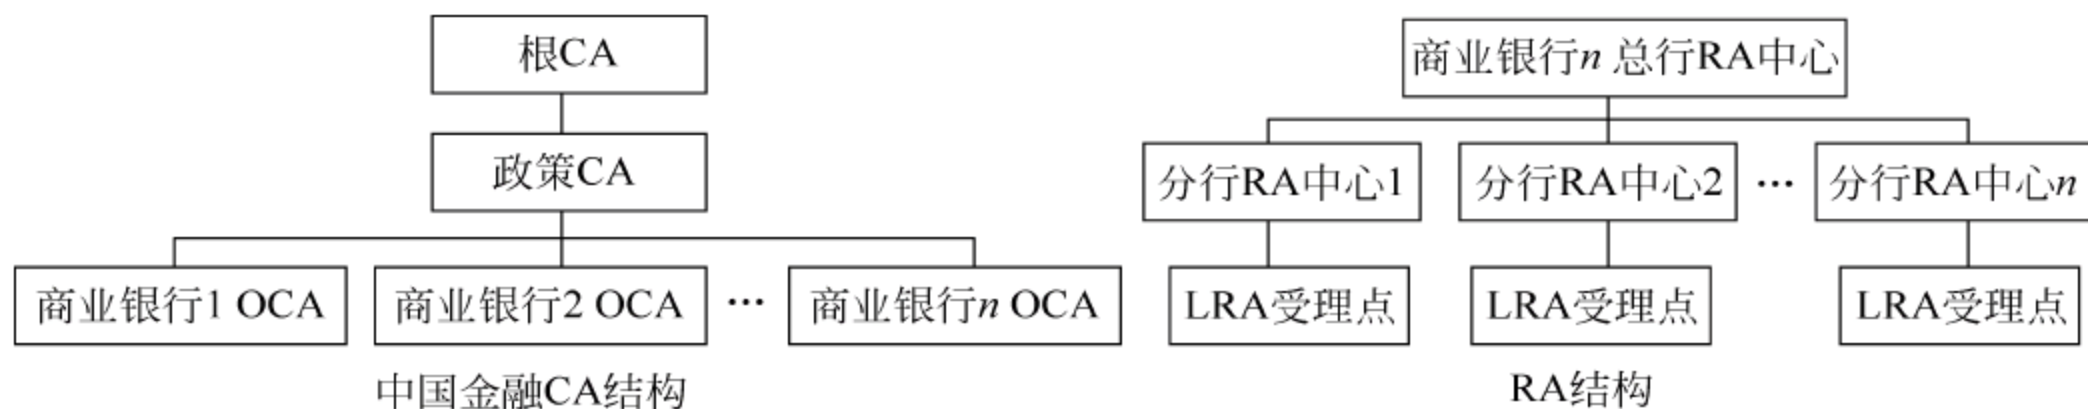 根CA
政策CA
商业银行1 OCA
商业银行2 OCA
…
商业银行n OCA
中国金融CA结构
商业银行n 总行RA中心
分行RA中心1
分行RA中心2
…
分行RA中心n
LRA受理点
LRA受理点
LRA受理点
RA结构